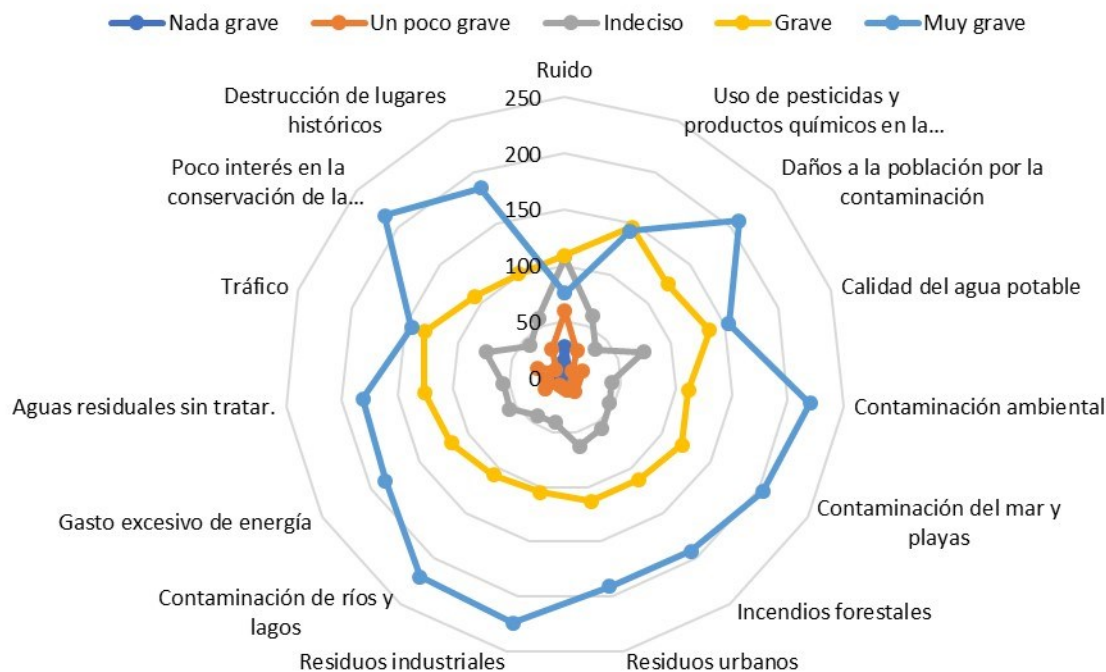 Nada grave
Un poco grave
Indeciso
Grave
Muy grave
Ruido
Uso de pesticidas y
productos químicos en la...
Daños a la población por la
contaminación
Calidad del agua potable
Contaminación ambiental
Contaminación del mar y
playas
Incendios forestales
Residuos urbanos
Residuos industriales
Contaminación de ríos y
lagos
Gasto excesivo de energía
Aguas residuales sin tratar.
Tráfico
Poco interés en la
conservación de la...
Destrucción de lugares
históricos
250
200
150
100
50
0